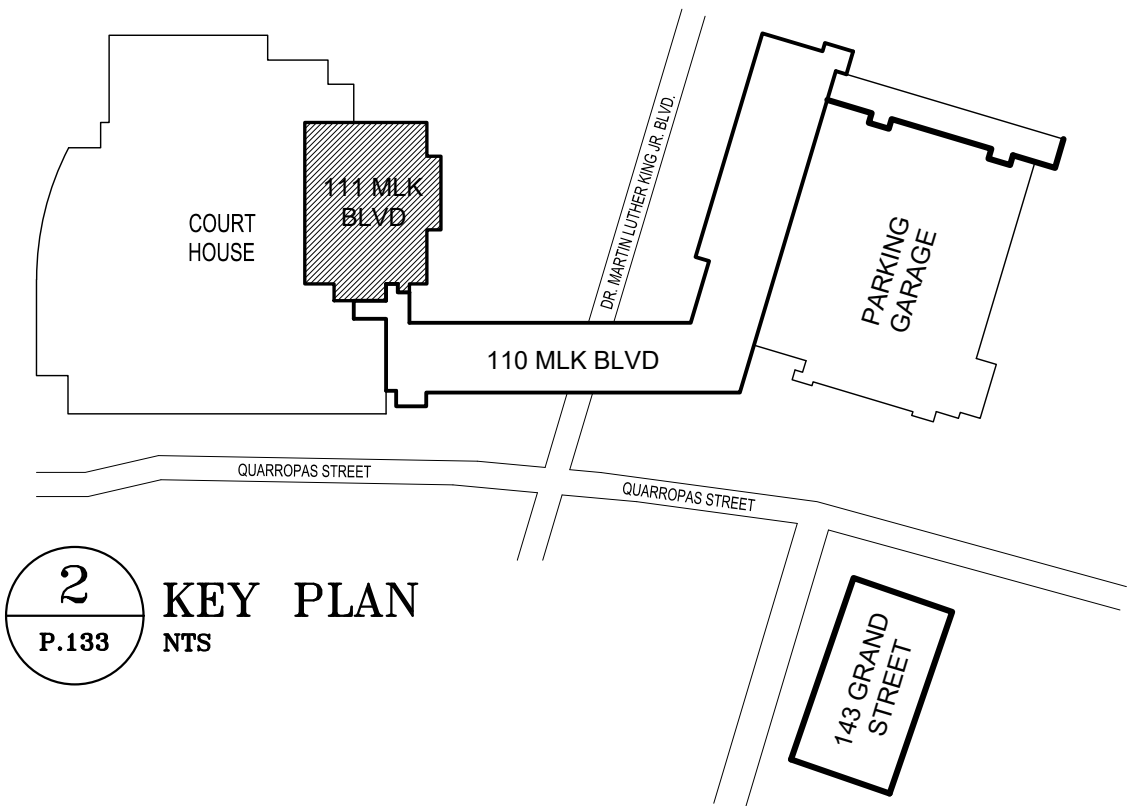 COURT
HOUSE
111 MLK
BLVD
DR. MARTIN LUTHER KING JR. BLVD.
PARKING
GARAGE
110 MLK BLVD
QUARROPAS STREET
QUARROPAS STREET
2
P.133
KEY PLAN
NTS
143 GRAND
STREET